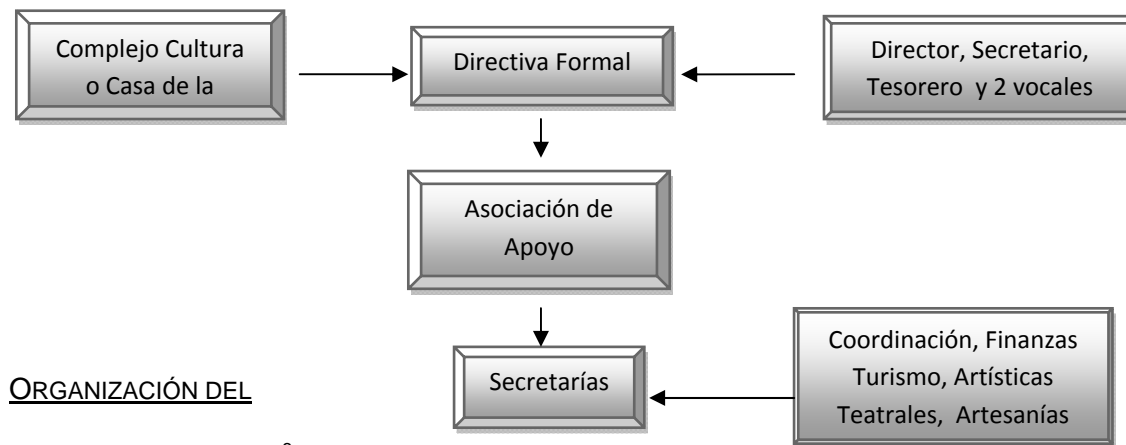 Complejo Cultura
o Casa de la
Directiva Formal
Director, Secretario,
Tesorero y 2 vocales
Asociación de
Apoyo
Secretarías
Coordinación, Finanzas
Turismo, Artísticas
Teatrales, Artesanías
ORGANIZACIÓN DEL